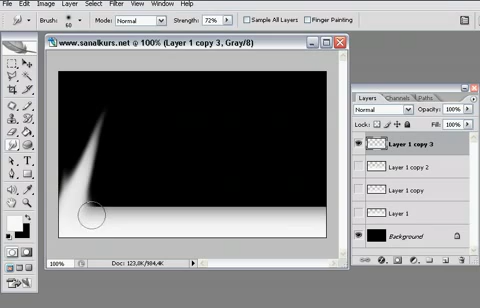 File Edit Image Layer Select Filter View Window Help
Brush: 60 Mode: Normal Strength: 72% Sample All Layers Finger Painting
www.sanalkurs.net @ 100% (Layer 1 copy 3, Gray/8)
Layers Channels Paths
Normal Opacity: 100%
Lock: Fill: 100%
Layer 1 copy 3
Layer 1 copy 2
Layer 1 copy
Layer 1
Background
100% Doc: 123,8K/984,4K